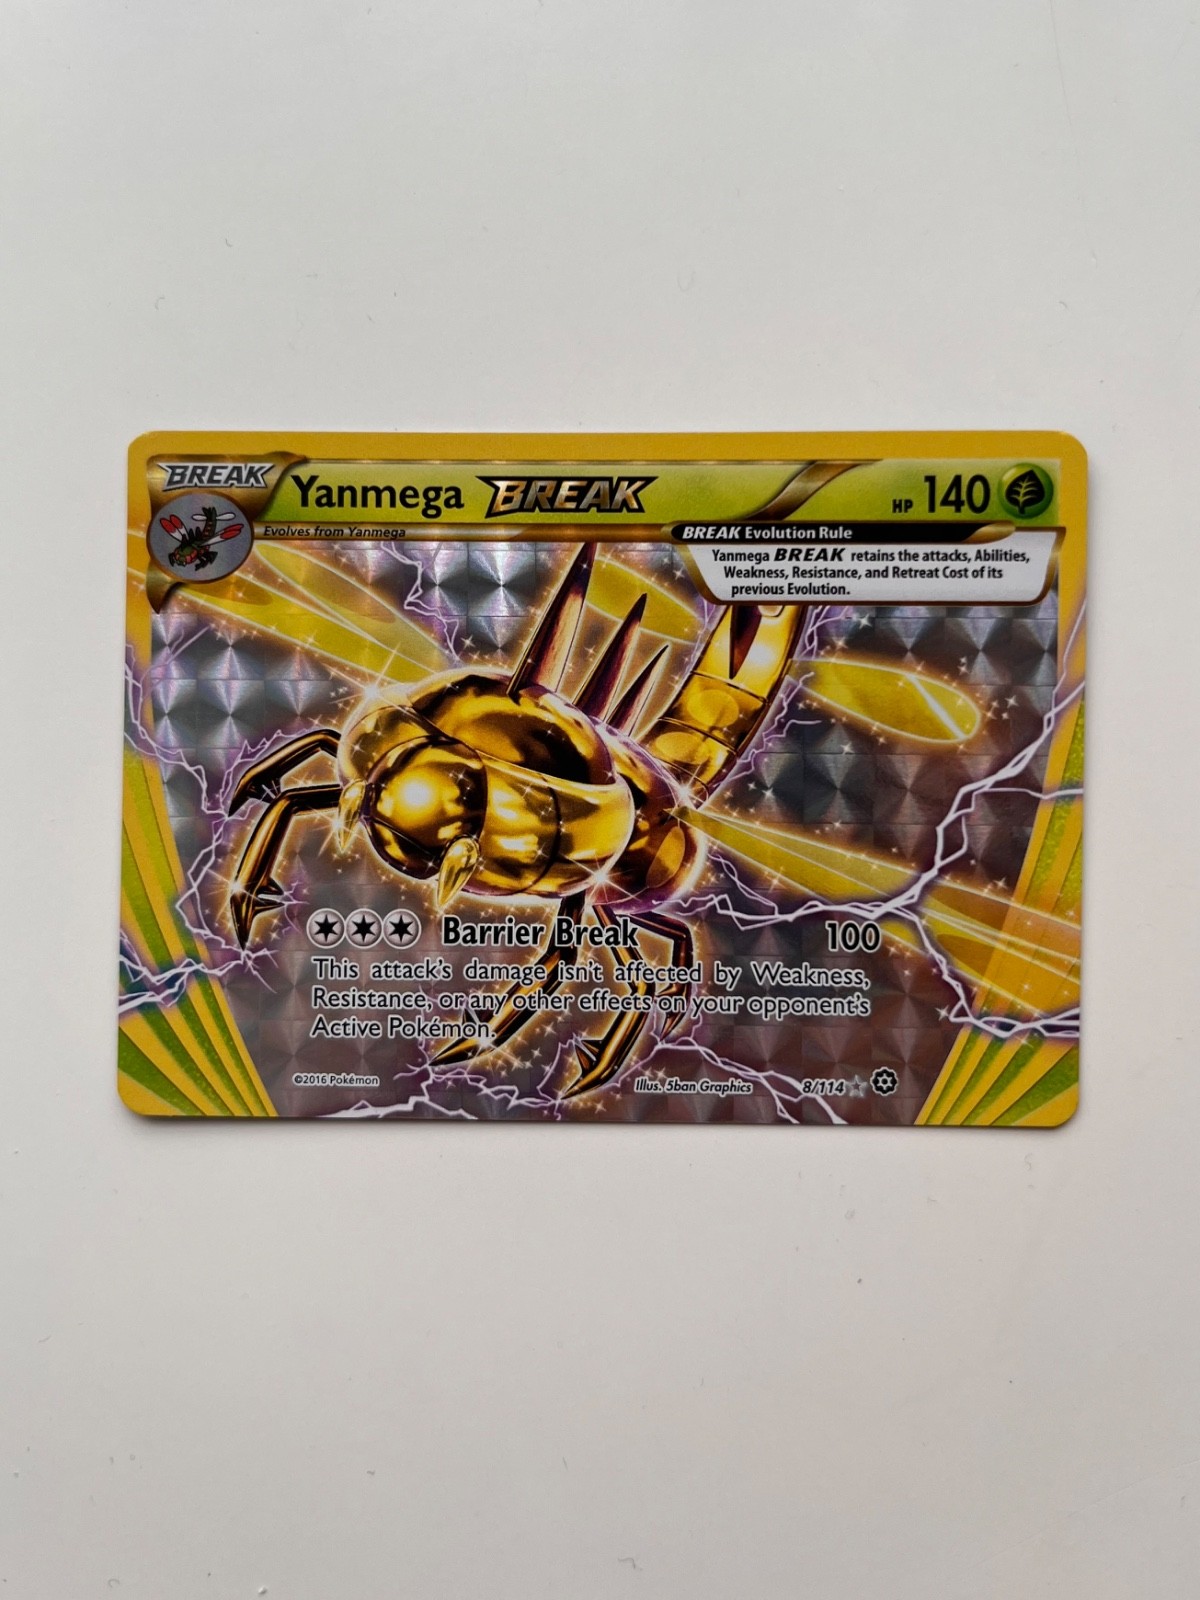 BREAK
Yanmega BREAK
HP 140
Evolves from Yanmega
BREAK Evolution Rule
Yanmega BREAK retains the attacks, Abilities,
Weakness, Resistance, and Retreat Cost of its
previous Evolution.
Barrier Break 100
This attack's damage isn't affected by Weakness,
Resistance, or any other effects on your opponent's
Active Pokémon.
©2016 Pokémon
Illus. 5ban Graphics
8/114